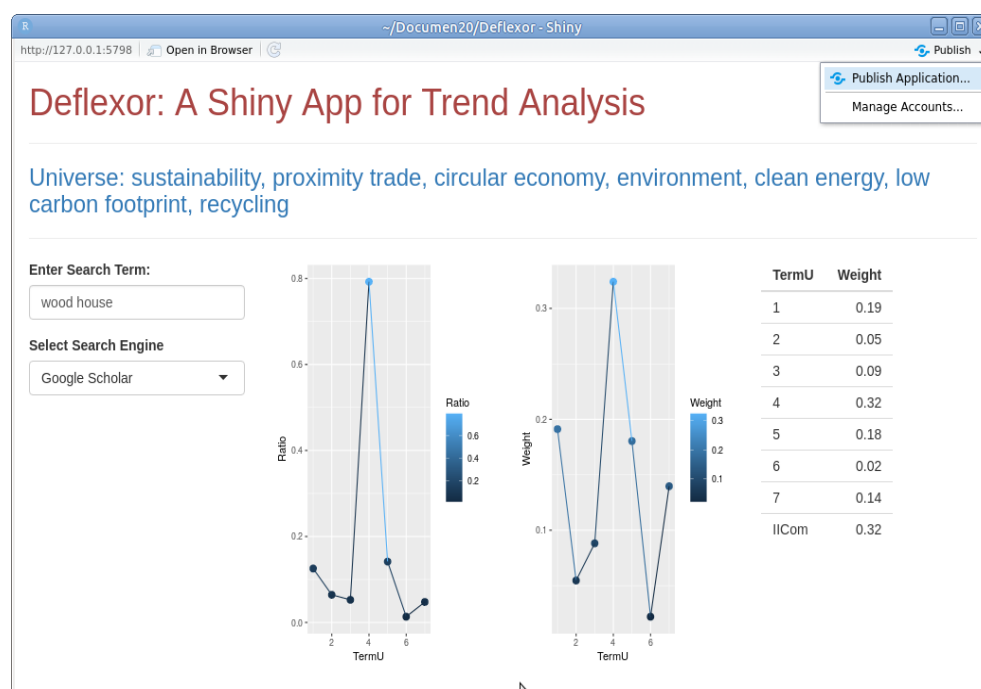 ~/Documen20/Deflexor - Shiny
http://127.0.0.1:5798 Open in Browser Publish
Publish Application...
Manage Accounts...
Deflexor: A Shiny App for Trend Analysis
Universe: sustainability, proximity trade, circular economy, environment, clean energy, low
carbon footprint, recycling
Enter Search Term:
wood house
Select Search Engine
Google Scholar
0.8
0.6
0.4
0.2
0.0
Ratio
2 4 6
TermU
Ratio
0.6
0.4
0.2
0.3
0.2
0.1
Weight
2 4 6
TermU
Weight
0.3
0.2
0.1
TermU Weight
1 0.19
2 0.05
3 0.09
4 0.32
5 0.18
6 0.02
7 0.14
IICom 0.32